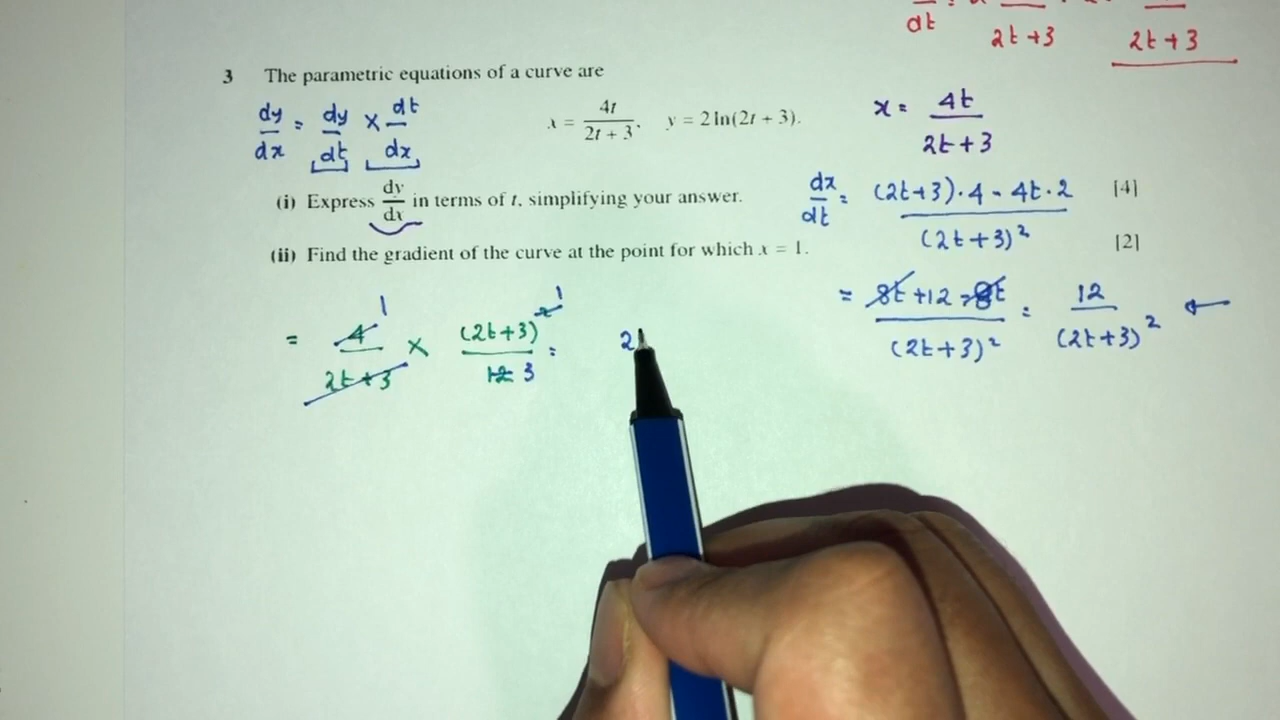 dt 2t+3 2t+3
3 The parametric equations of a curve are
dy/dx = dy/dt × dt/dx
x = 4t/(2t + 3), y = 2 ln(2t + 3).
x = 4t/(2t+3)
(i) Express dy/dx in terms of t, simplifying your answer. [4]
dx/dt = ((2t+3)·4 - 4t·2)/(2t+3)²
(ii) Find the gradient of the curve at the point for which x = 1. [2]
= (8t+12-8t)/(2t+3)² = 12/(2t+3)²
= 4 1/(2t+3) × (2t+3)² 1/(12 3) = 2